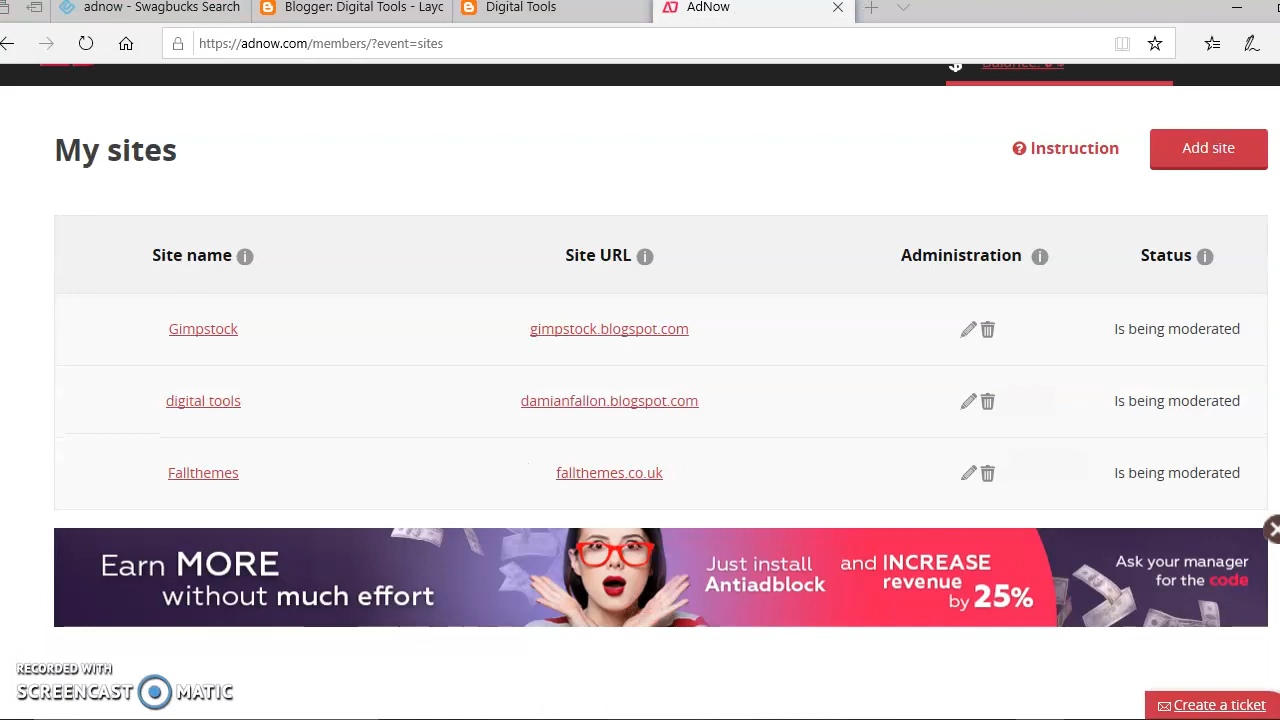 adnow - Swagbucks Search
Blogger: Digital Tools - Layc
Digital Tools
AdNow
https://adnow.com/members/?event=sites
Balance: 0 $
My sites
Instruction
Add site
Site name
Site URL
Administration
Status
Gimpstock
gimpstock.blogspot.com
Is being moderated
digital tools
damianfallon.blogspot.com
Is being moderated
Fallthemes
fallthemes.co.uk
Is being moderated
Earn MORE
without much effort
Just install
Antiadblock
and INCREASE
revenue
by 25%
Ask your manager
for the code
RECORDED WITH
SCREENCAST MATIC
Create a ticket